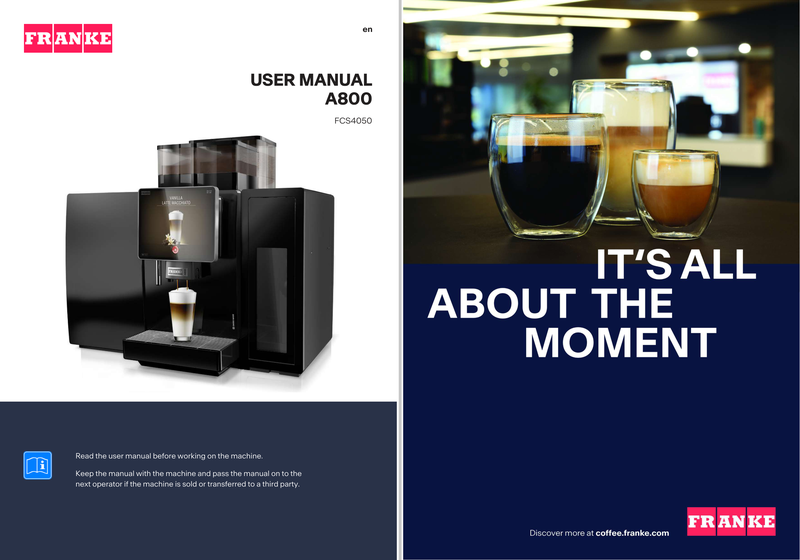 FRANKE
en
USER MANUAL
A800
FCS4050
VANILLA
LATTE MACCHIATO
FRANKE
Read the user manual before working on the machine.
Keep the manual with the machine and pass the manual on to the
next operator if the machine is sold or transferred to a third party.
IT‘S ALL
ABOUT THE
MOMENT
Discover more at coffee.franke.com
FRANKE